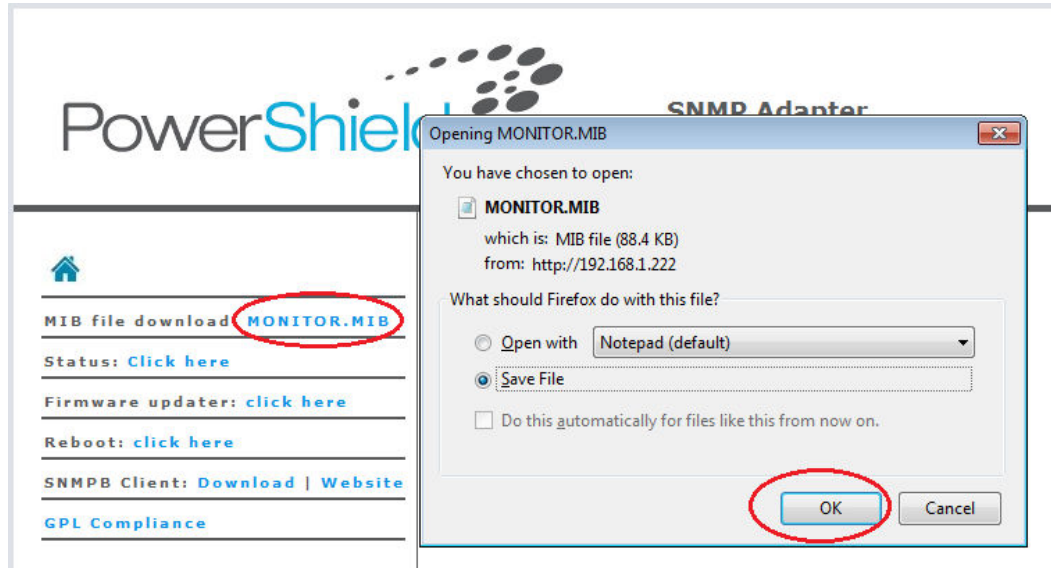 PowerShield
SNMP Adapter
MIB file download: MONITOR.MIB
Status: Click here
Firmware updater: click here
Reboot: click here
SNMPB Client: Download | Website
GPL Compliance
Opening MONITOR.MIB
You have chosen to open:
MONITOR.MIB
which is: MIB file (88.4 KB)
from: http://192.168.1.222
What should Firefox do with this file?
Open with Notepad (default)
Save File
Do this automatically for files like this from now on.
OK Cancel